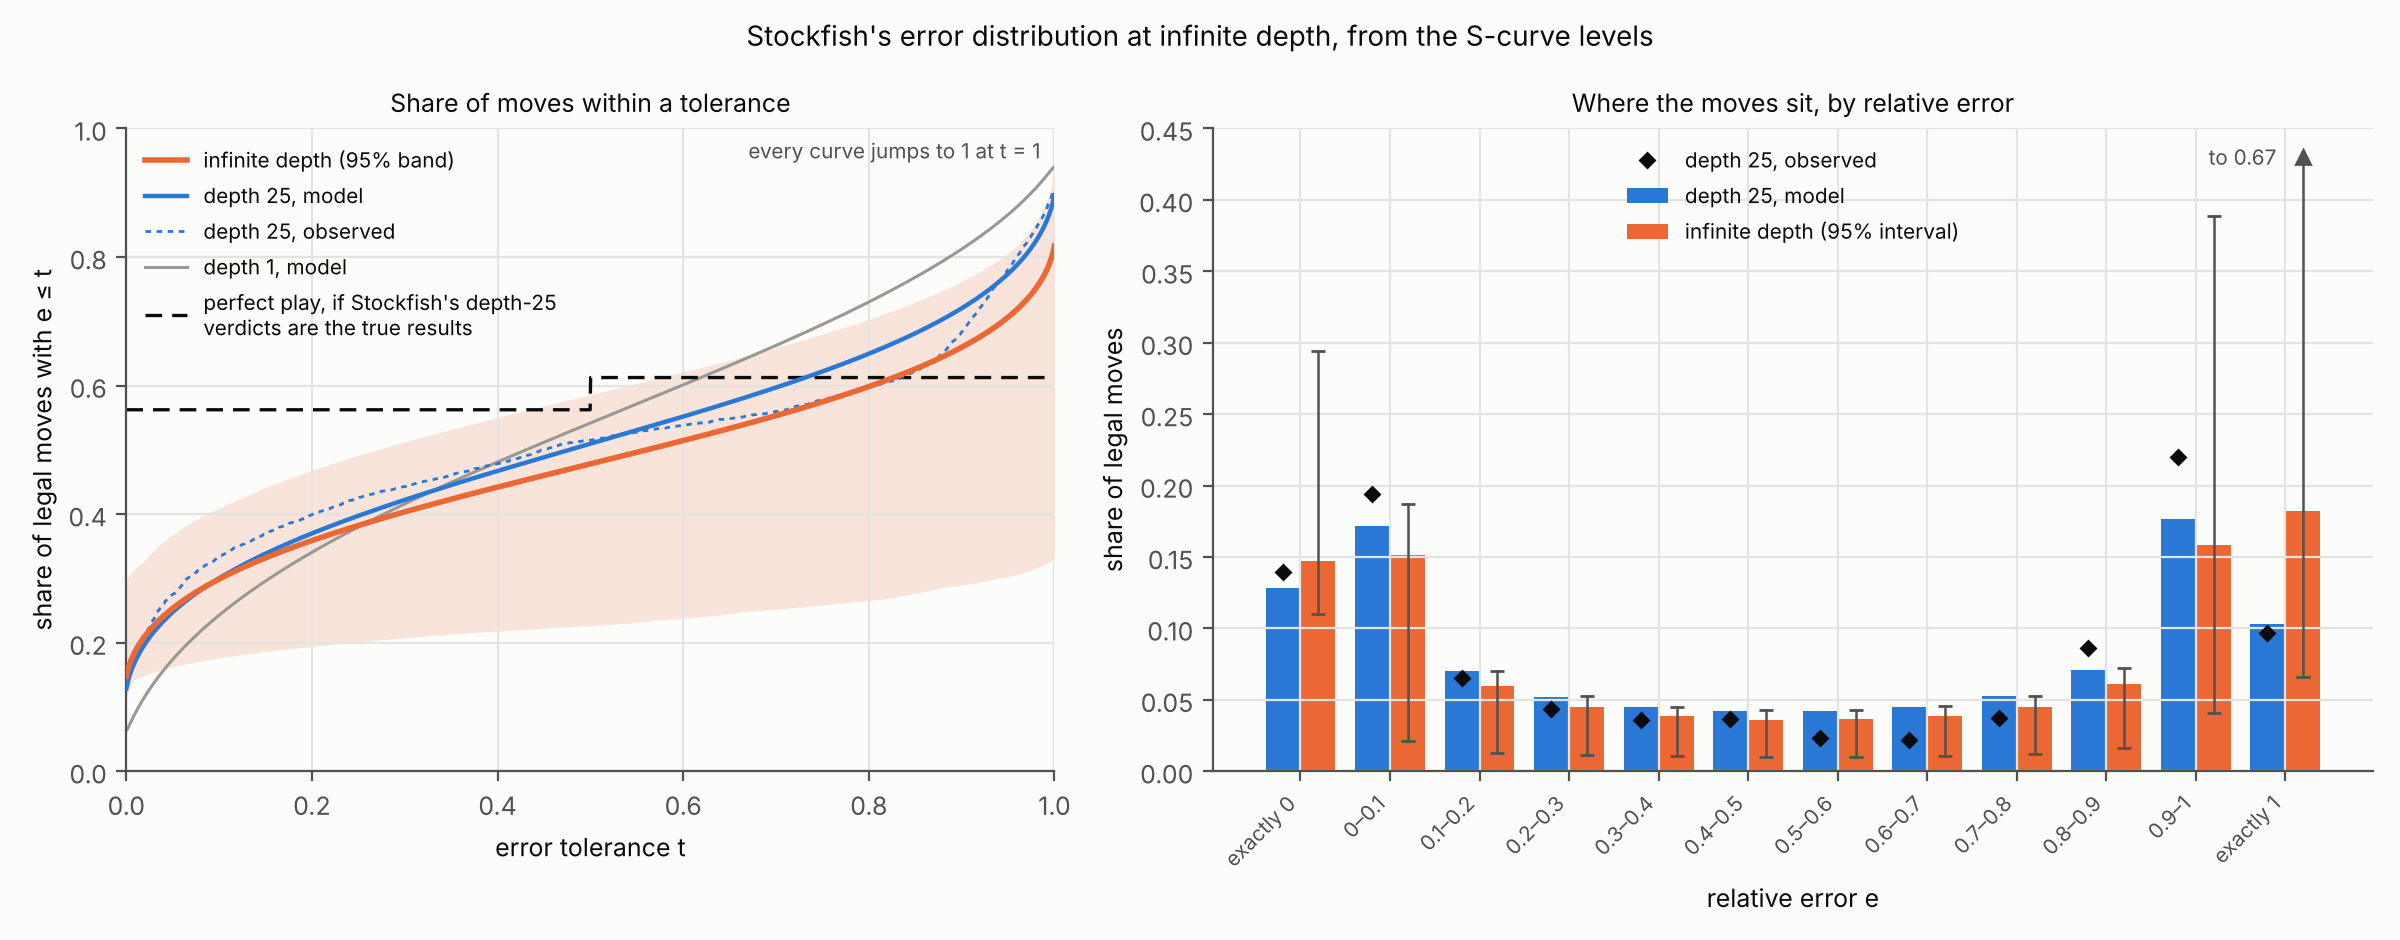 Stockfish's error distribution at infinite depth, from the S-curve levels
Share of moves within a tolerance
share of legal moves with e ≤ t
1.0
0.8
0.6
0.4
0.2
0.0
infinite depth (95% band)
depth 25, model
depth 25, observed
depth 1, model
perfect play, if Stockfish's depth-25
verdicts are the true results
every curve jumps to 1 at t = 1
0.0
0.2
0.4
0.6
0.8
1.0
error tolerance t
Where the moves sit, by relative error
share of legal moves
0.45
0.40
0.35
0.30
0.25
0.20
0.15
0.10
0.05
0.00
depth 25, observed
depth 25, model
infinite depth (95% interval)
to 0.67
exactly 0
0–0.1
0.1–0.2
0.2–0.3
0.3–0.4
0.4–0.5
0.5–0.6
0.6–0.7
0.7–0.8
0.8–0.9
0.9–1
exactly 1
relative error e